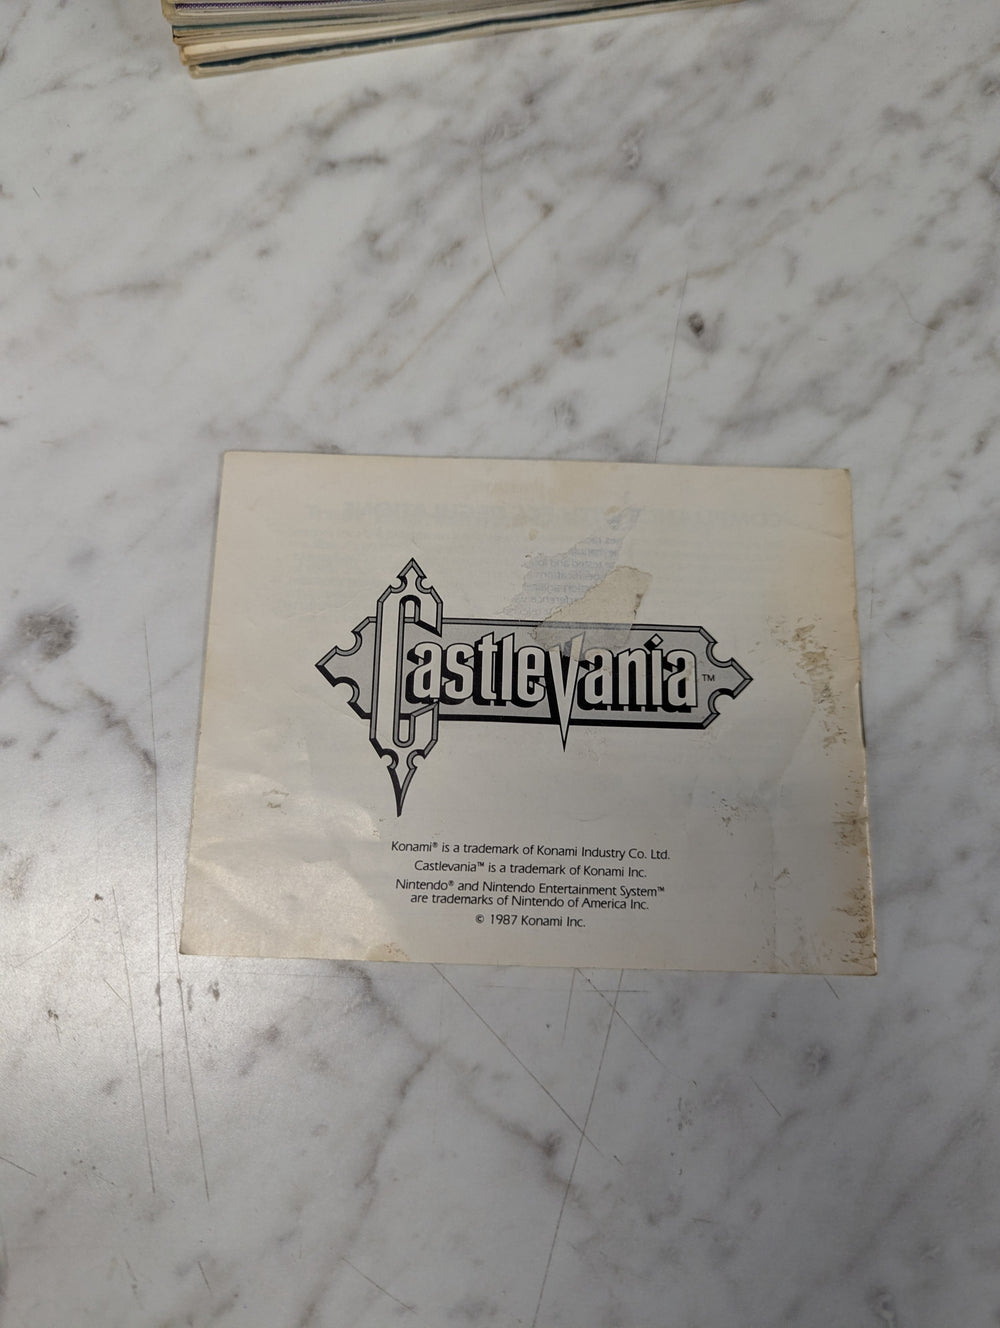 Castlevania™
Konami® is a trademark of Konami Industry Co. Ltd.
Castlevania™ is a trademark of Konami Inc.
Nintendo® and Nintendo Entertainment System™
are trademarks of Nintendo of America Inc.
© 1987 Konami Inc.